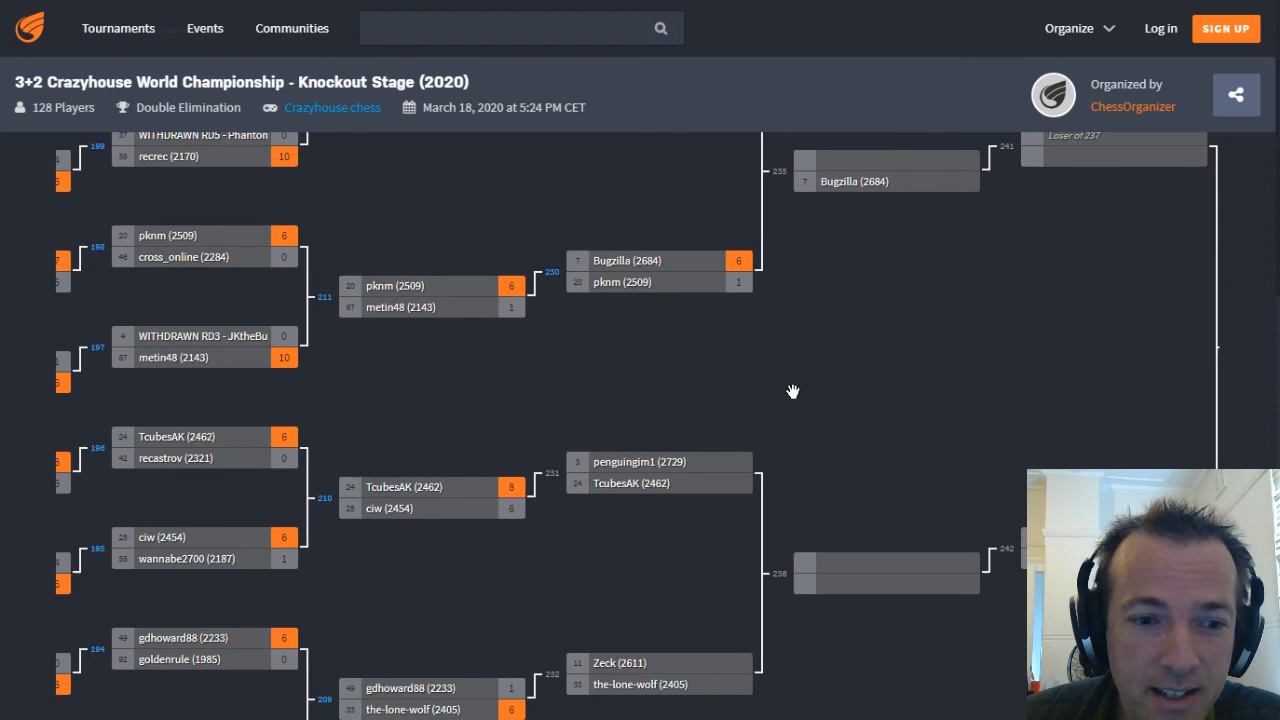 Tournaments
Events
Communities
Organize
Log in
SIGN UP
3+2 Crazyhouse World Championship - Knockout Stage (2020)
128 Players
Double Elimination
Crazyhouse chess
March 18, 2020 at 5:24 PM CET
Organized by
ChessOrganizer
199
57 WITHDRAWN RD5 - Phantom 0
59 recrec (2170) 10
198
20 pknm (2509) 6
46 cross_online (2284) 0
197
4 WITHDRAWN RD3 - JKtheBu 0
67 metin48 (2143) 10
196
24 TcubesAK (2462) 6
42 recastrov (2321) 0
195
25 ciw (2454) 6
58 wannabe2700 (2187) 1
194
49 gdhoward88 (2233) 6
92 goldenrule (1985) 0
211
20 pknm (2509) 6
67 metin48 (2143) 1
210
24 TcubesAK (2462) 8
25 ciw (2454) 6
209
49 gdhoward88 (2233) 1
33 the-lone-wolf (2405) 6
230
7 Bugzilla (2684) 6
20 pknm (2509) 1
231
3 penguingim1 (2729)
24 TcubesAK (2462)
232
11 Zeck (2611)
33 the-lone-wolf (2405)
235
7 Bugzilla (2684)
236
241
Loser of 237
242